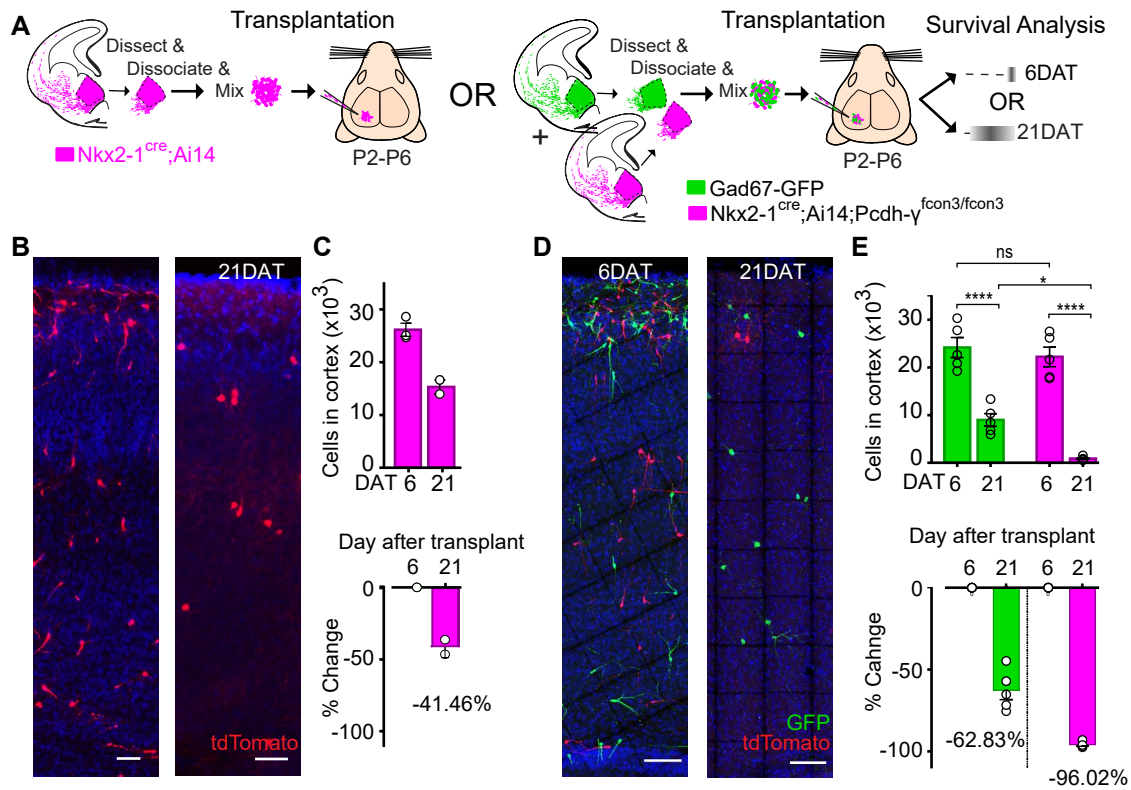 A
Transplantation
Dissect &
Dissociate &
Mix
P2-P6
Nkx2-1cre;Ai14
OR
+
Transplantation
Dissect &
Dissociate &
Mix
P2-P6
Survival Analysis
6DAT
OR
21DAT
Gad67-GFP
Nkx2-1cre;Ai14;Pcdh-γfcon3/fcon3
B
21DAT
tdTomato
C
Cells in cortex (x10³)
30
20
10
0
DAT 6 21
Day after transplant
6 21
% Change
0
-50
-100
-41.46%
D
6DAT
21DAT
GFP
tdTomato
E
ns
*
**** ****
Cells in cortex (x10³)
30
20
10
0
DAT 6 21 6 21
Day after transplant
6 21 6 21
% Cahnge
0
-50
-100
-62.83%
-96.02%